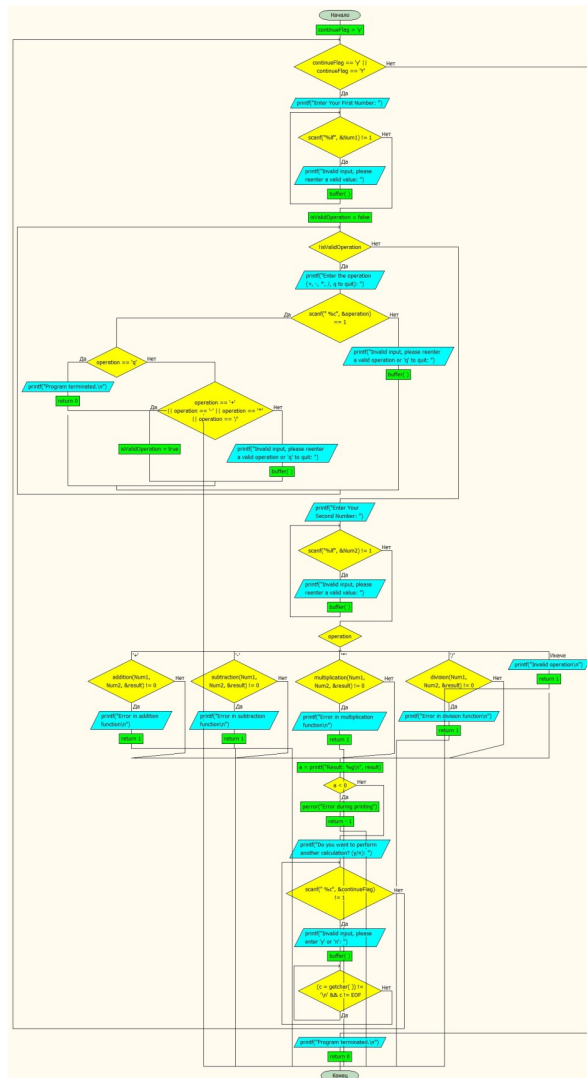 Начало
continueFlag = 'y'
continueFlag == 'y' ||
continueFlag == 'Y'
Нет
Да
printf("Enter Your First Number: ")
scanf("%lf", &Num1) != 1
Нет
Да
printf("Invalid input, please
reenter a valid value: ")
buffer( )
isValidOperation = false
!isValidOperation
Нет
Да
printf("Enter the operation
(+, -, *, /, q to quit): ")
scanf(" %c", &operation)
== 1
Да
Нет
operation == 'q'
Да
Нет
printf("Invalid input, please reenter
a valid operation or 'q' to quit: ")
buffer( )
printf("Program terminated.\n")
return 0
operation == '+'
|| operation == '-' || operation == '*'
|| operation == '/'
Да
Нет
isValidOperation = true
printf("Invalid input, please reenter
a valid operation or 'q' to quit: ")
buffer( )
printf("Enter Your
Second Number: ")
scanf("%lf", &Num2) != 1
Нет
Да
printf("Invalid input, please
reenter a valid value: ")
buffer( )
operation
'+'
'-'
'*'
'/'
Иначе
addition(Num1,
Num2, &result) != 0
Нет
Да
printf("Error in addition
function\n")
return 1
subtraction(Num1,
Num2, &result) != 0
Нет
Да
printf("Error in subtraction
function\n")
return 1
multiplication(Num1,
Num2, &result) != 0
Нет
Да
printf("Error in multiplication
function\n")
return 1
division(Num1,
Num2, &result) != 0
Нет
Да
printf("Error in division function\n")
return 1
printf("Invalid operation\n")
return 1
a = printf("Result: %g\n", result)
a < 0
Нет
Да
perror("Error during printing")
return - 1
printf("Do you want to perform
another calculation? (y/n): ")
scanf(" %c", &continueFlag)
!= 1
Нет
Да
printf("Invalid input, please
enter 'y' or 'n': ")
buffer( )
(c = getchar( )) !=
'\n' && c != EOF
Нет
Да
printf("Program terminated.\n")
return 0
Конец